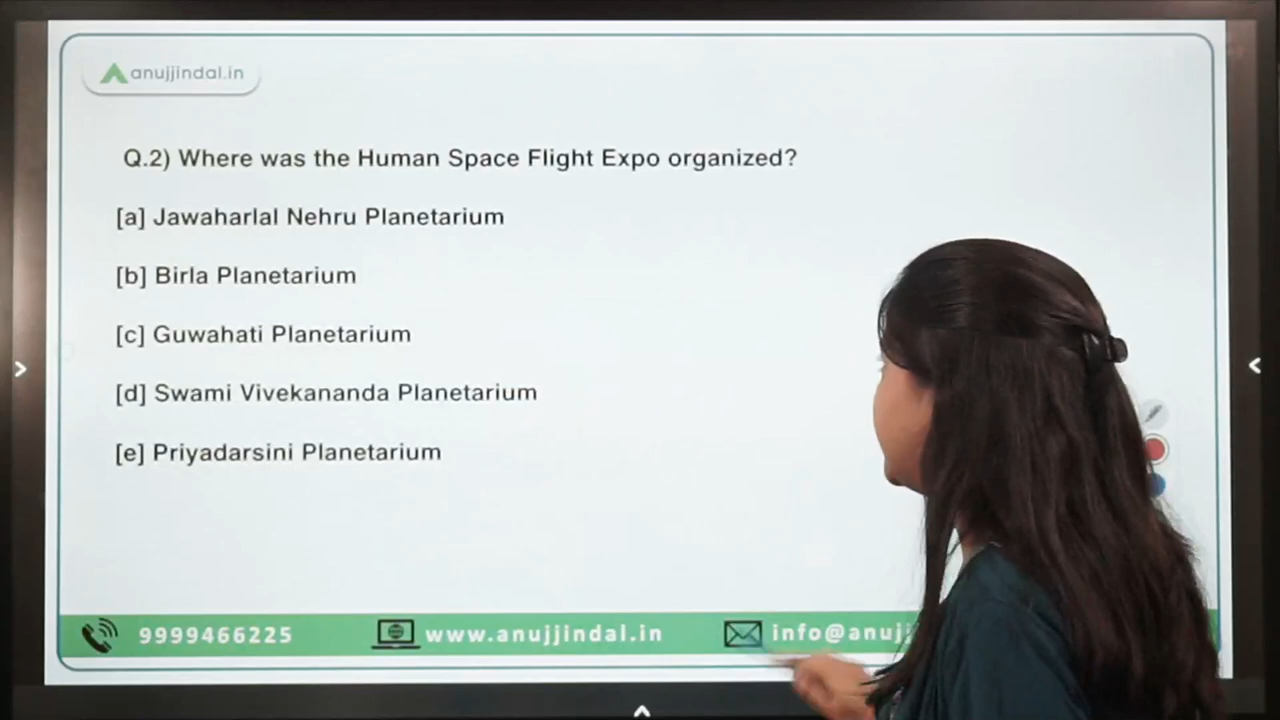 anujjindal.in
Q.2) Where was the Human Space Flight Expo organized?
[a] Jawaharlal Nehru Planetarium
[b] Birla Planetarium
[c] Guwahati Planetarium
[d] Swami Vivekananda Planetarium
[e] Priyadarsini Planetarium
9999466225 www.anujjindal.in info@anujj